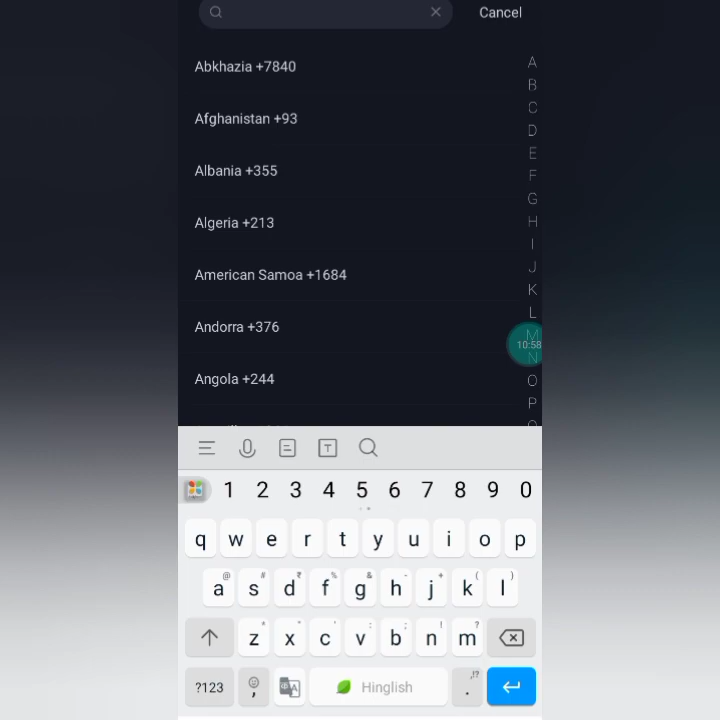 Cancel
Abkhazia +7840
Afghanistan +93
Albania +355
Algeria +213
American Samoa +1684
Andorra +376
Angola +244
A
B
C
D
E
F
G
H
I
J
K
L
M
N
O
P
10:58
1 2 3 4 5 6 7 8 9 0
q w e r t y u i o p
@ # ₹ % & - + ( )
a s d f g h j k l
* " ' : ; ! ?
z x c v b n m
?123 , Hinglish . ,!?